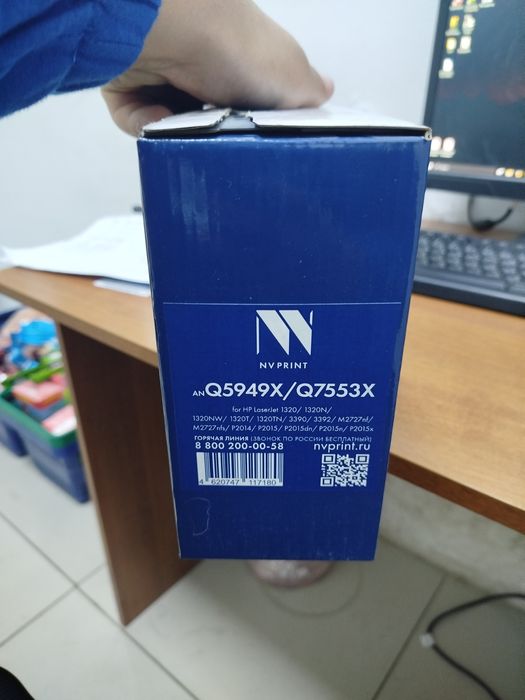 NV PRINT
AN Q5949X/Q7553X
for HP LaserJet 1320/ 1320N/
1320NW/ 1320T/ 1320TN/ 3390/ 3392/ M2727nf/
M2727nfs/ P2014/ P2015/ P2015dn/ P2015n/ P2015x
ГОРЯЧАЯ ЛИНИЯ (ЗВОНОК ПО РОССИИ БЕСПЛАТНЫЙ)
8 800 200-00-58 nvprint.ru
4 620747 117180